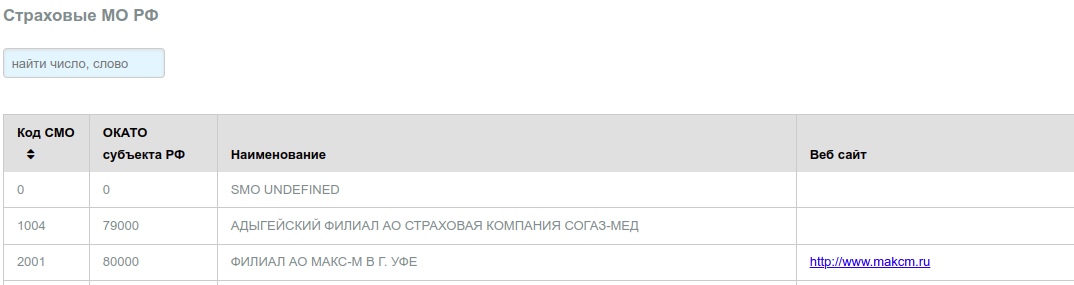 Страховые МО РФ
найти число, слово
Код СМО
ОКАТО
субъекта РФ
Наименование
Веб сайт
0 0 SMO UNDEFINED
1004 79000 АДЫГЕЙСКИЙ ФИЛИАЛ АО СТРАХОВАЯ КОМПАНИЯ СОГАЗ-МЕД
2001 80000 ФИЛИАЛ АО МАКС-М В Г. УФЕ http://www.makcm.ru